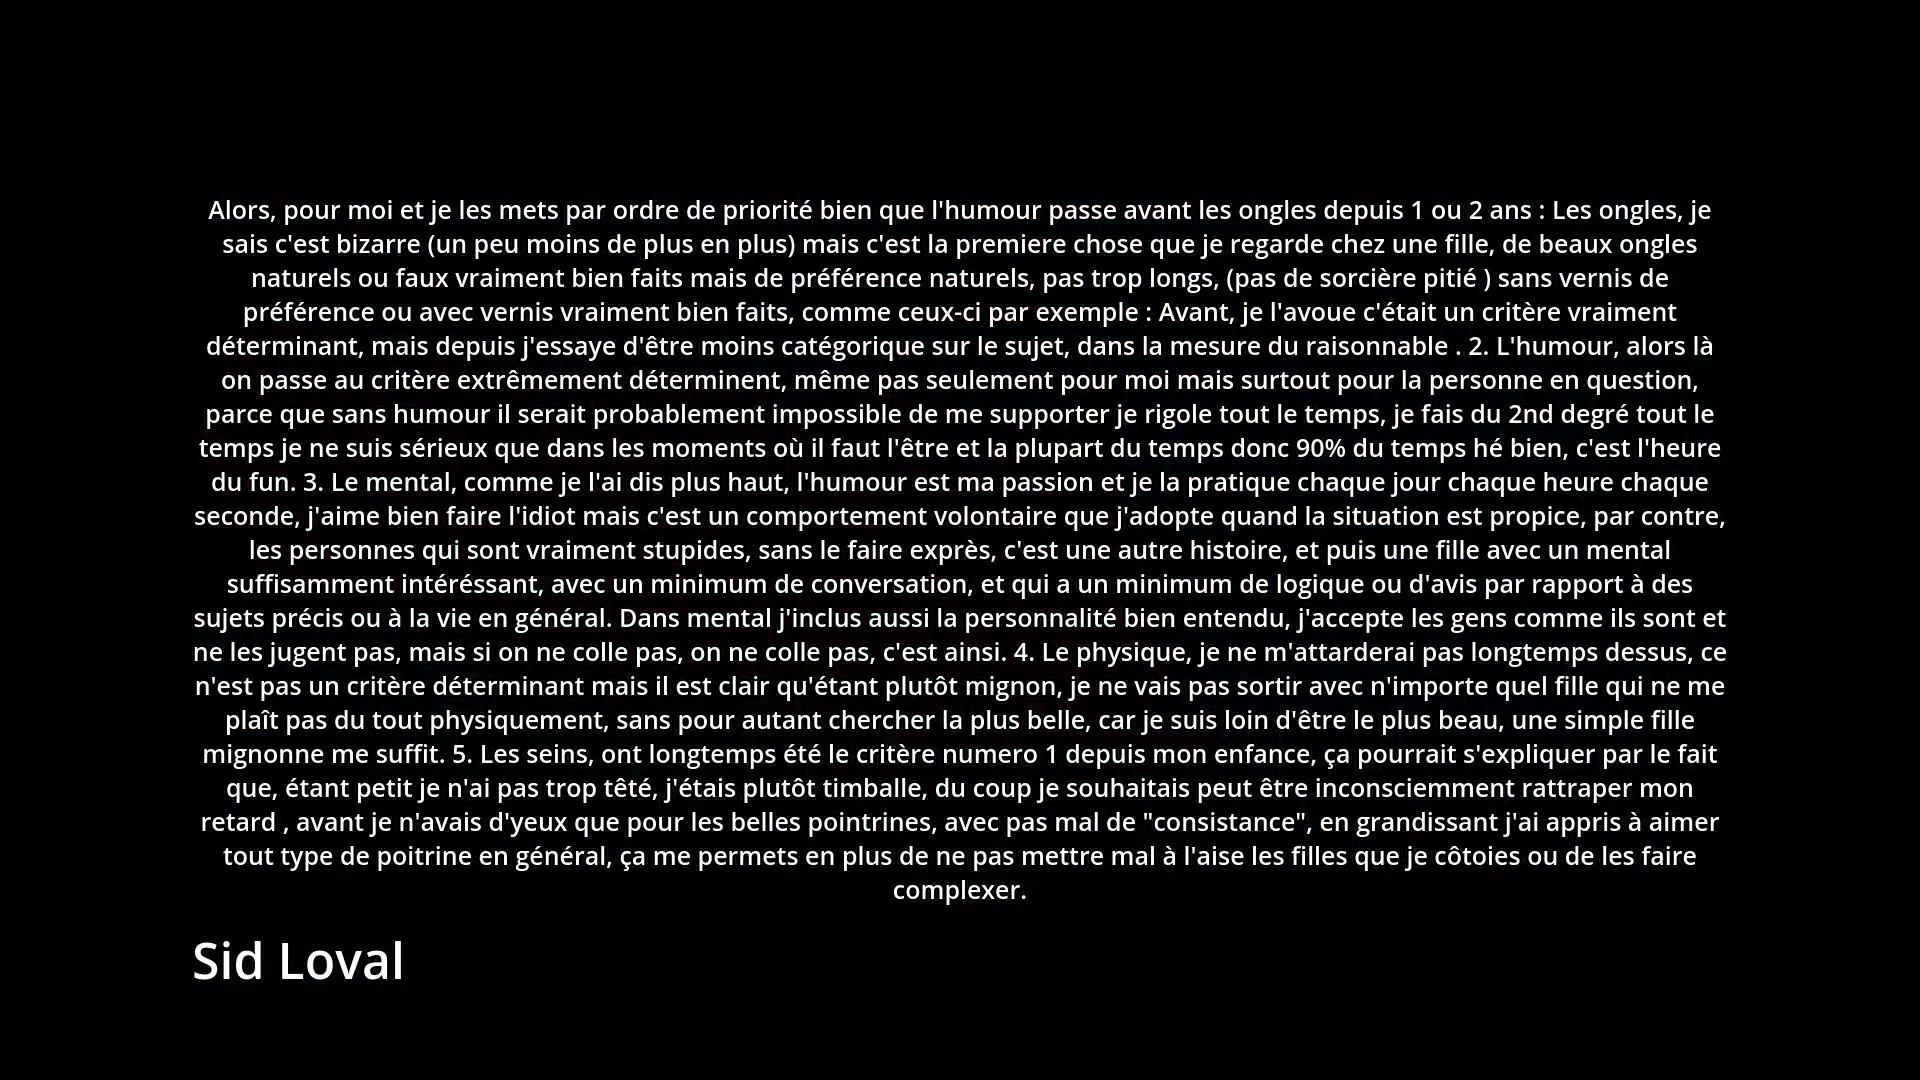 Alors, pour moi et je les mets par ordre de priorité bien que l'humour passe avant les ongles depuis 1 ou 2 ans : Les ongles, je
sais c'est bizarre (un peu moins de plus en plus) mais c'est la premiere chose que je regarde chez une fille, de beaux ongles
naturels ou faux vraiment bien faits mais de préférence naturels, pas trop longs, (pas de sorcière pitié ) sans vernis de
préférence ou avec vernis vraiment bien faits, comme ceux-ci par exemple : Avant, je l'avoue c'était un critère vraiment
déterminant, mais depuis j'essaye d'être moins catégorique sur le sujet, dans la mesure du raisonnable . 2. L'humour, alors là
on passe au critère extrêmement déterminent, même pas seulement pour moi mais surtout pour la personne en question,
parce que sans humour il serait probablement impossible de me supporter je rigole tout le temps, je fais du 2nd degré tout le
temps je ne suis sérieux que dans les moments où il faut l'être et la plupart du temps donc 90% du temps hé bien, c'est l'heure
du fun. 3. Le mental, comme je l'ai dis plus haut, l'humour est ma passion et je la pratique chaque jour chaque heure chaque
seconde, j'aime bien faire l'idiot mais c'est un comportement volontaire que j'adopte quand la situation est propice, par contre,
les personnes qui sont vraiment stupides, sans le faire exprès, c'est une autre histoire, et puis une fille avec un mental
suffisamment intéréssant, avec un minimum de conversation, et qui a un minimum de logique ou d'avis par rapport à des
sujets précis ou à la vie en général. Dans mental j'inclus aussi la personnalité bien entendu, j'accepte les gens comme ils sont et
ne les jugent pas, mais si on ne colle pas, on ne colle pas, c'est ainsi. 4. Le physique, je ne m'attarderai pas longtemps dessus, ce
n'est pas un critère déterminant mais il est clair qu'étant plutôt mignon, je ne vais pas sortir avec n'importe quel fille qui ne me
plaît pas du tout physiquement, sans pour autant chercher la plus belle, car je suis loin d'être le plus beau, une simple fille
mignonne me suffit. 5. Les seins, ont longtemps été le critère numero 1 depuis mon enfance, ça pourrait s'expliquer par le fait
que, étant petit je n'ai pas trop têté, j'étais plutôt timballe, du coup je souhaitais peut être inconsciemment rattraper mon
retard , avant je n'avais d'yeux que pour les belles pointrines, avec pas mal de "consistance", en grandissant j'ai appris à aimer
tout type de poitrine en général, ça me permets en plus de ne pas mettre mal à l'aise les filles que je côtoies ou de les faire
complexer.
Sid Loval